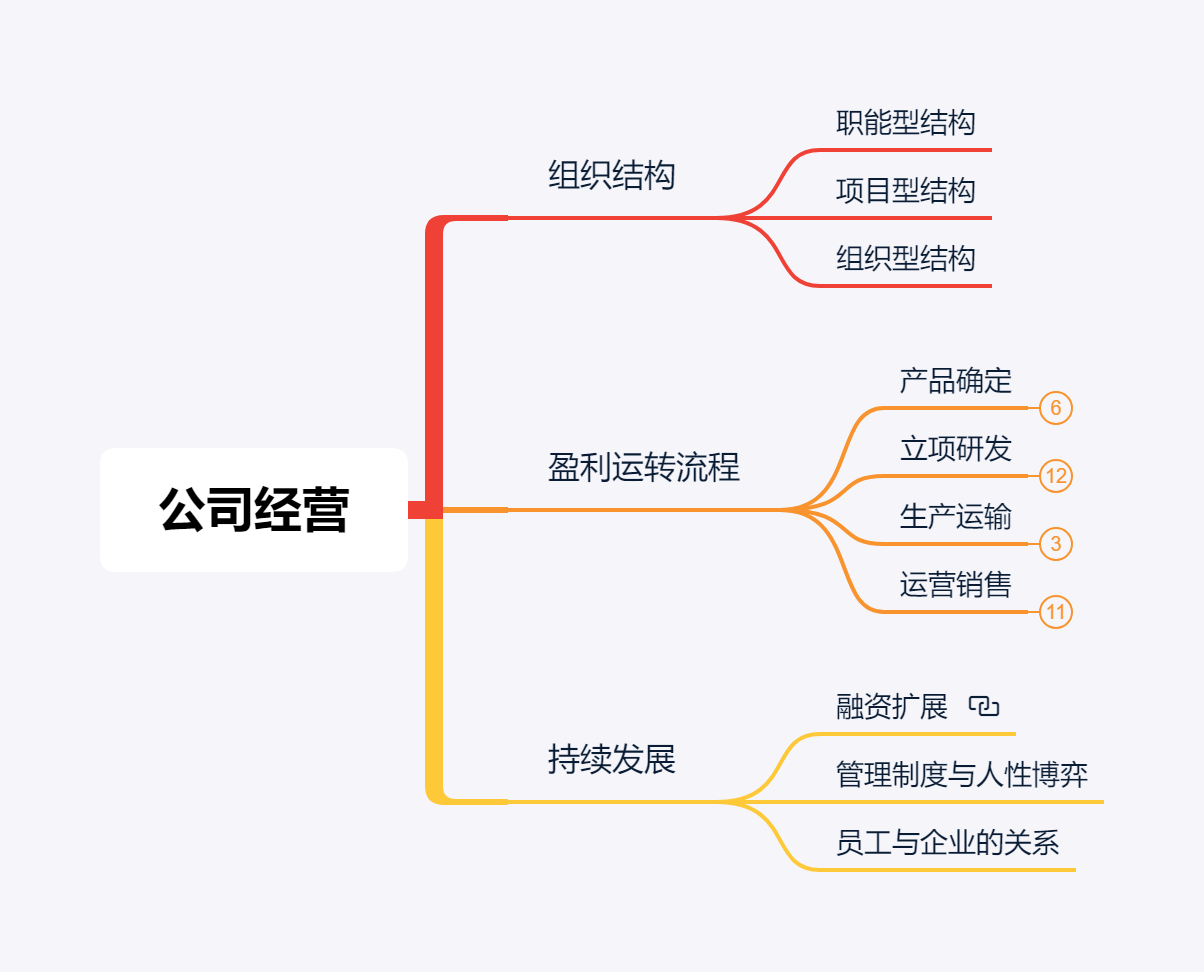 公司经营
组织结构
职能型结构
项目型结构
组织型结构
盈利运转流程
产品确定
6
立项研发
12
生产运输
3
运营销售
11
持续发展
融资扩展
管理制度与人性博弈
员工与企业的关系